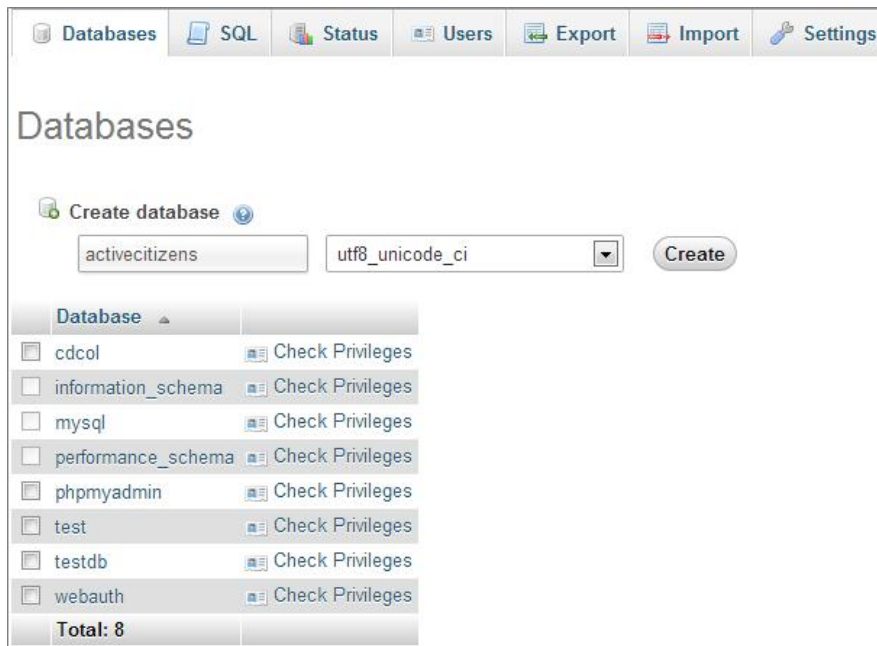 Databases SQL Status Users Export Import Settings
Databases
Create database
activecitizens utf8_unicode_ci Create
Database
cdcol Check Privileges
information_schema Check Privileges
mysql Check Privileges
performance_schema Check Privileges
phpmyadmin Check Privileges
test Check Privileges
testdb Check Privileges
webauth Check Privileges
Total: 8